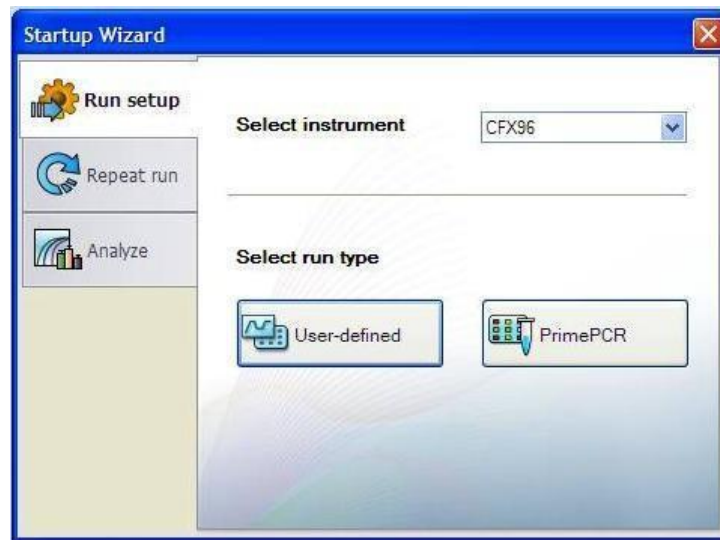 Startup Wizard
Run setup
Repeat run
Analyze
Select instrument
CFX96
Select run type
User-defined
PrimePCR